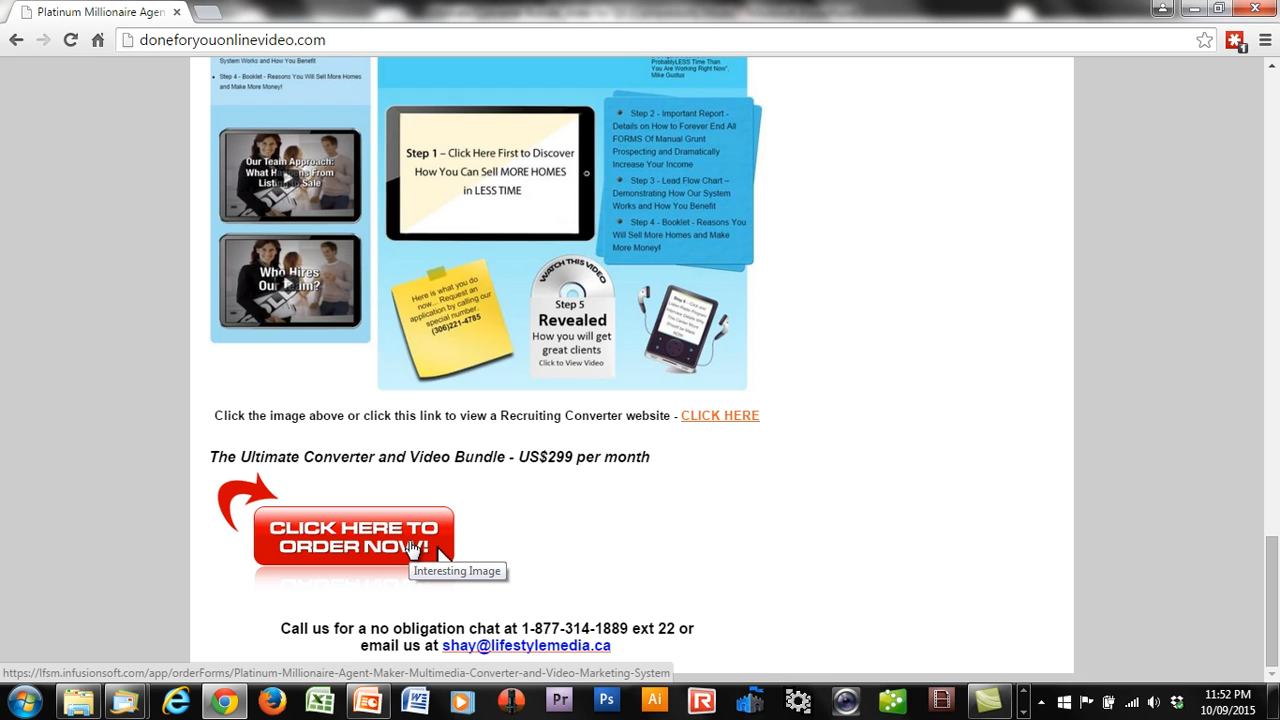 Platinum Millionaire Agen
doneforyouonlinevideo.com
System Works and How You Benefit
Step 4 - Booklet - Reasons You Will Sell More Homes
and Make More Money!
Our Team Approach:
What Happens From
Listing to Sale
Who Hires
Our Team?
ProbablyLESS Time Than
You Are Working Right Now",
Mike Gustus
Step 1 – Click Here First to Discover
How You Can Sell MORE HOMES
in LESS TIME
Step 2 - Important Report -
Details on How to Forever End All
FORMS Of Manual Grunt
Prospecting and Dramatically
Increase Your Income
Step 3 - Lead Flow Chart –
Demonstrating How Our System
Works and How You Benefit
Step 4 - Booklet - Reasons You
Will Sell More Homes and Make
More Money!
Here is what you do
now... Request an
application by calling our
special number:
(306)221-4785
WATCH THIS VIDEO
Step 5
Revealed
How you will get
great clients
Click to View Video
Click the image above or click this link to view a Recruiting Converter website - CLICK HERE
The Ultimate Converter and Video Bundle - US$299 per month
CLICK HERE TO
ORDER NOW!
Interesting Image
Call us for a no obligation chat at 1-877-314-1889 ext 22 or
email us at shay@lifestylemedia.ca
https://lfsm.infusionsoft.com/app/orderForms/Platinum-Millionaire-Agent-Maker-Multimedia-Converter-and-Video-Marketing-System
Pr
Ps
Ai
11:52 PM
10/09/2015